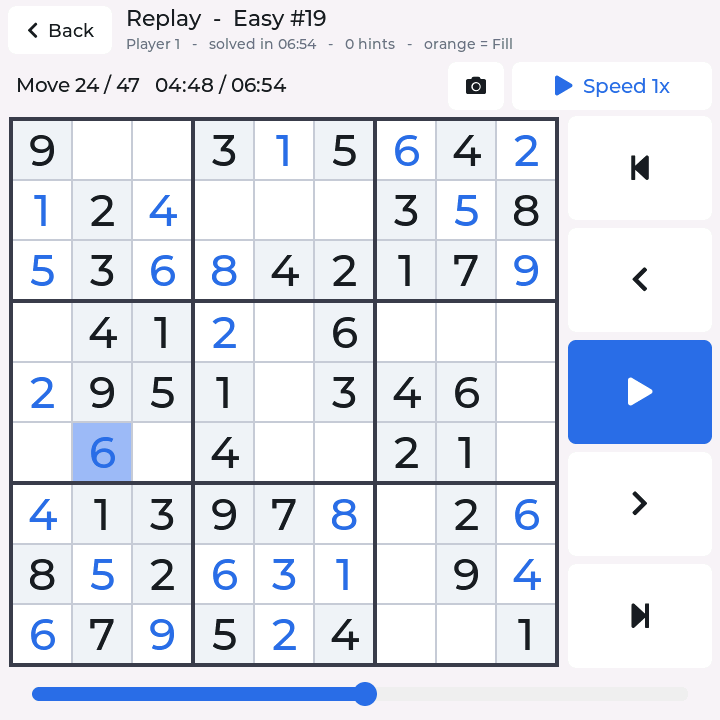 Back
Replay - Easy #19
Player 1 - solved in 06:54 - 0 hints - orange = Fill
Move 24 / 47 04:48 / 06:54
Speed 1x
9 3 1 5 6 4 2
1 2 4 3 5 8
5 3 6 8 4 2 1 7 9
4 1 2 6
2 9 5 1 3 4 6
6 4 2 1
4 1 3 9 7 8 2 6
8 5 2 6 3 1 9 4
6 7 9 5 2 4 1